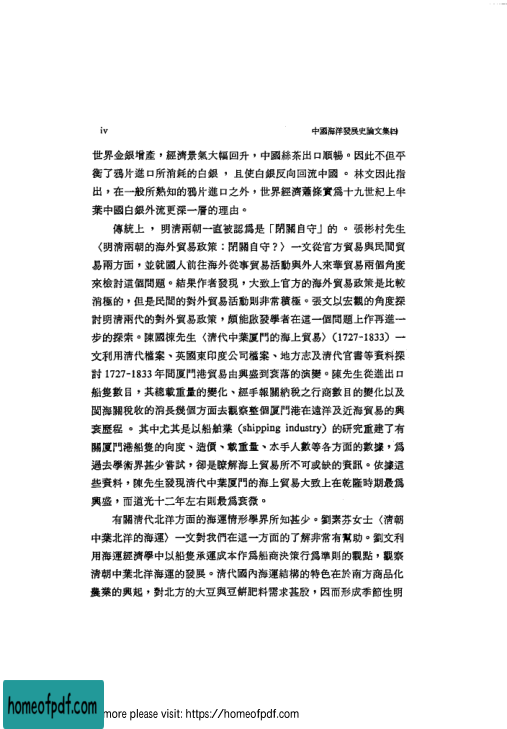 iv 中國海洋發展史論文集㈣
世界金銀增產，經濟景氣大幅回升，中國絲茶出口順暢。因此不但平
衡了鴉片進口所消耗的白銀，且使白銀反向回流中國。林文因此指
出，在一般所熟知的鴉片進口之外，世界經濟蕭條實爲十九世紀上半
葉中國白銀外流更深一層的理由。
傳統上，明清兩朝一直被認爲是「閉關自守」的。張彬村先生
〈明清兩朝的海外貿易政策：閉關自守？〉一文從官方貿易與民間貿
易兩方面，並就國人前往海外從事貿易活動與外人來華貿易兩個角度
來檢討這個問題。結果作者發現，大致上官方的海外貿易政策是比較
消極的，但是民間的對外貿易活動則非常積極。張文以宏觀的角度探
討明清兩代的對外貿易政策，頗能啟發學者在這一個問題上作再進一
步的探索。陳國棟先生〈清代中葉厦門的海上貿易〉(1727-1833) 一
文利用清代檔案、英國東印度公司檔案、地方志及清代官書等資料探
討 1727-1833 年間厦門港貿易由興盛到衰落的演變。陳先生從進出口
船隻數目，其總載重量的變化、經手報關納稅之行商數目的變化以及
閩海關稅收的消長幾個方面去觀察整個厦門港在遠洋及近海貿易的興
衰歷程。其中尤其是以船舶業 (shipping industry) 的研究重建了有
關厦門港船隻的向度、造價、載重量、水手人數等各方面的數據，爲
過去學術界甚少嘗試，卻是瞭解海上貿易所不可或缺的資訊。依據這
些資料，陳先生發現清代中葉厦門的海上貿易大致上在乾隆時期最爲
興盛，而道光十二年左右則最爲衰微。
有關清代北洋方面的海運情形學界所知甚少。劉素芬女士〈清朝
中葉北洋的海運〉一文對我們在這一方面的了解非常有幫助。劉文利
用海運經濟學中以船隻承運成本作爲船商決策行爲準則的觀點，觀察
清朝中葉北洋海運的發展。清代國內海運結構的特色在於南方商品化
農業的興起，對北方的大豆與豆餅肥料需求甚殷，因而形成季節性明
homeofpdf.com
more please visit: https://homeofpdf.com